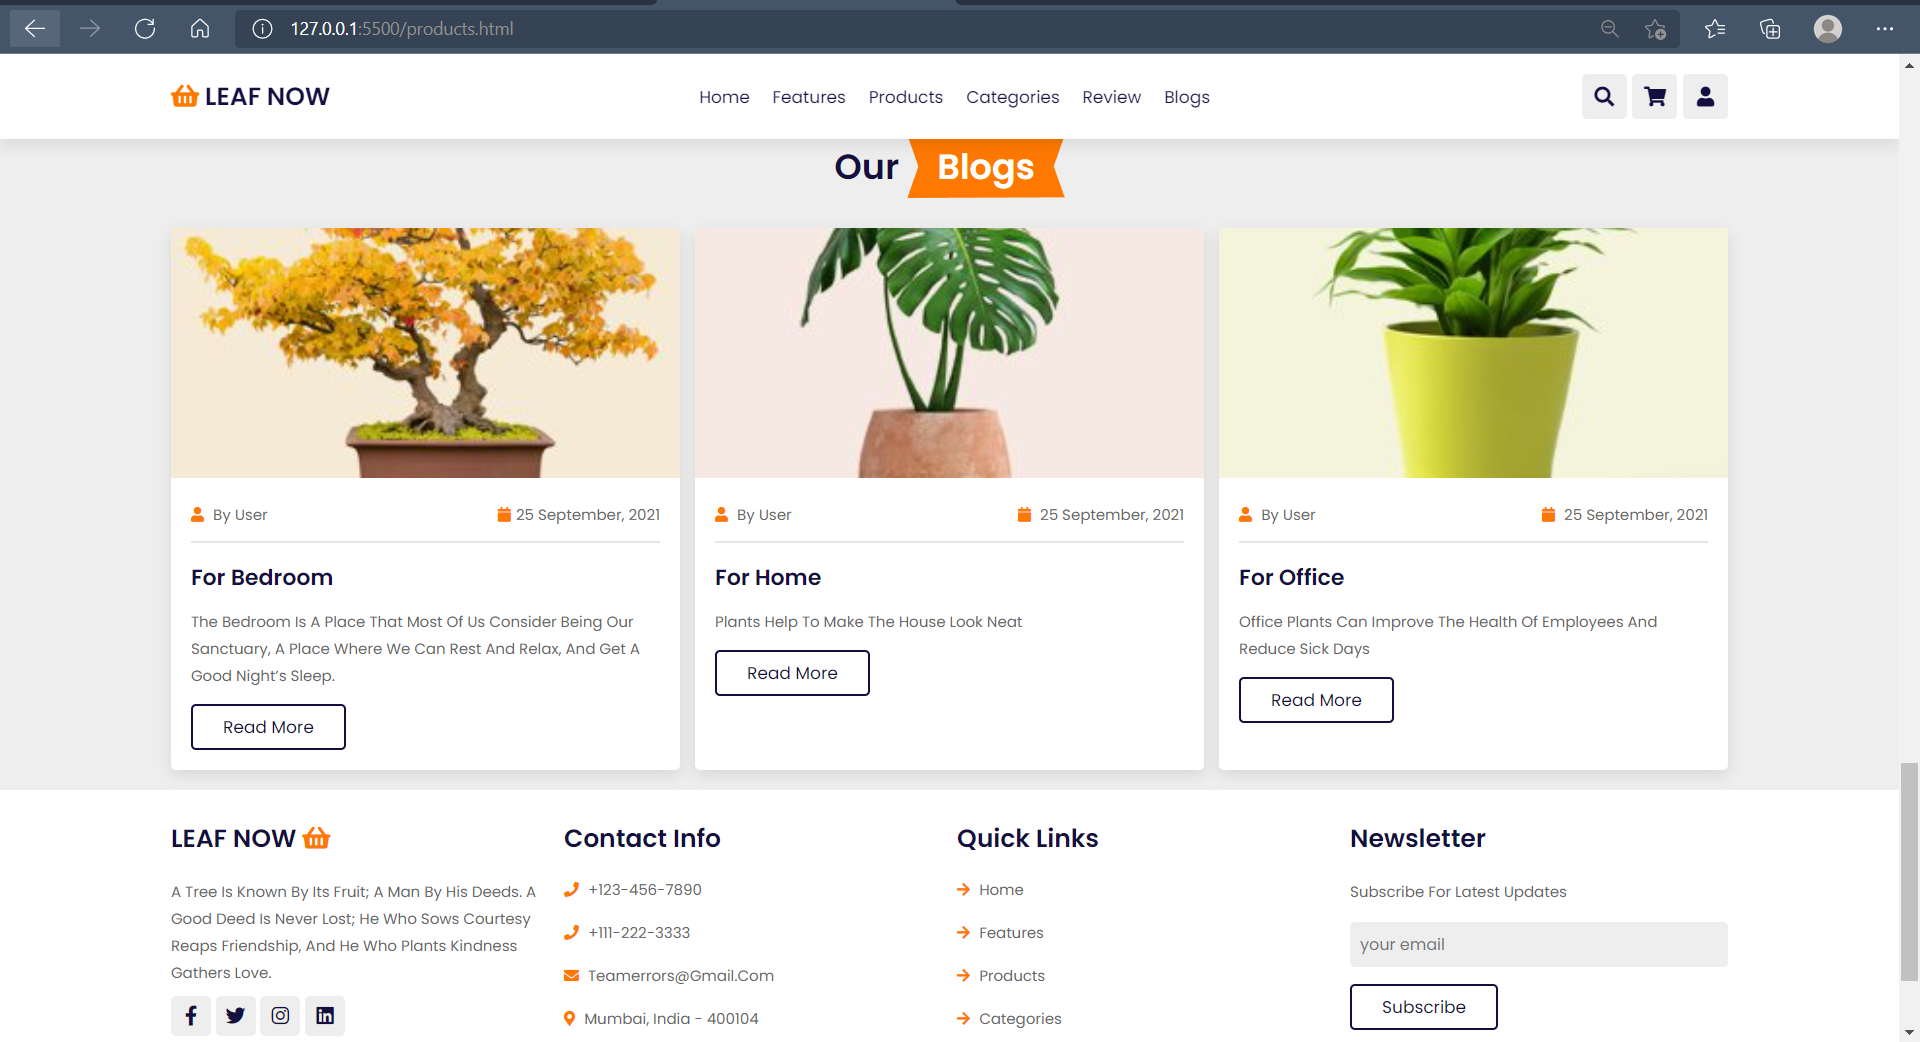 127.0.0.1:5500/products.html
LEAF NOW
Home Features Products Categories Review Blogs
Our Blogs
By User 25 September, 2021
For Bedroom
The Bedroom Is A Place That Most Of Us Consider Being Our
Sanctuary, A Place Where We Can Rest And Relax, And Get A
Good Night's Sleep.
Read More
By User 25 September, 2021
For Home
Plants Help To Make The House Look Neat
Read More
By User 25 September, 2021
For Office
Office Plants Can Improve The Health Of Employees And
Reduce Sick Days
Read More
LEAF NOW
A Tree Is Known By Its Fruit; A Man By His Deeds. A
Good Deed Is Never Lost; He Who Sows Courtesy
Reaps Friendship, And He Who Plants Kindness
Gathers Love.
Contact Info
+123-456-7890
+111-222-3333
Teamerrors@Gmail.Com
Mumbai, India - 400104
Quick Links
Home
Features
Products
Categories
Newsletter
Subscribe For Latest Updates
your email
Subscribe